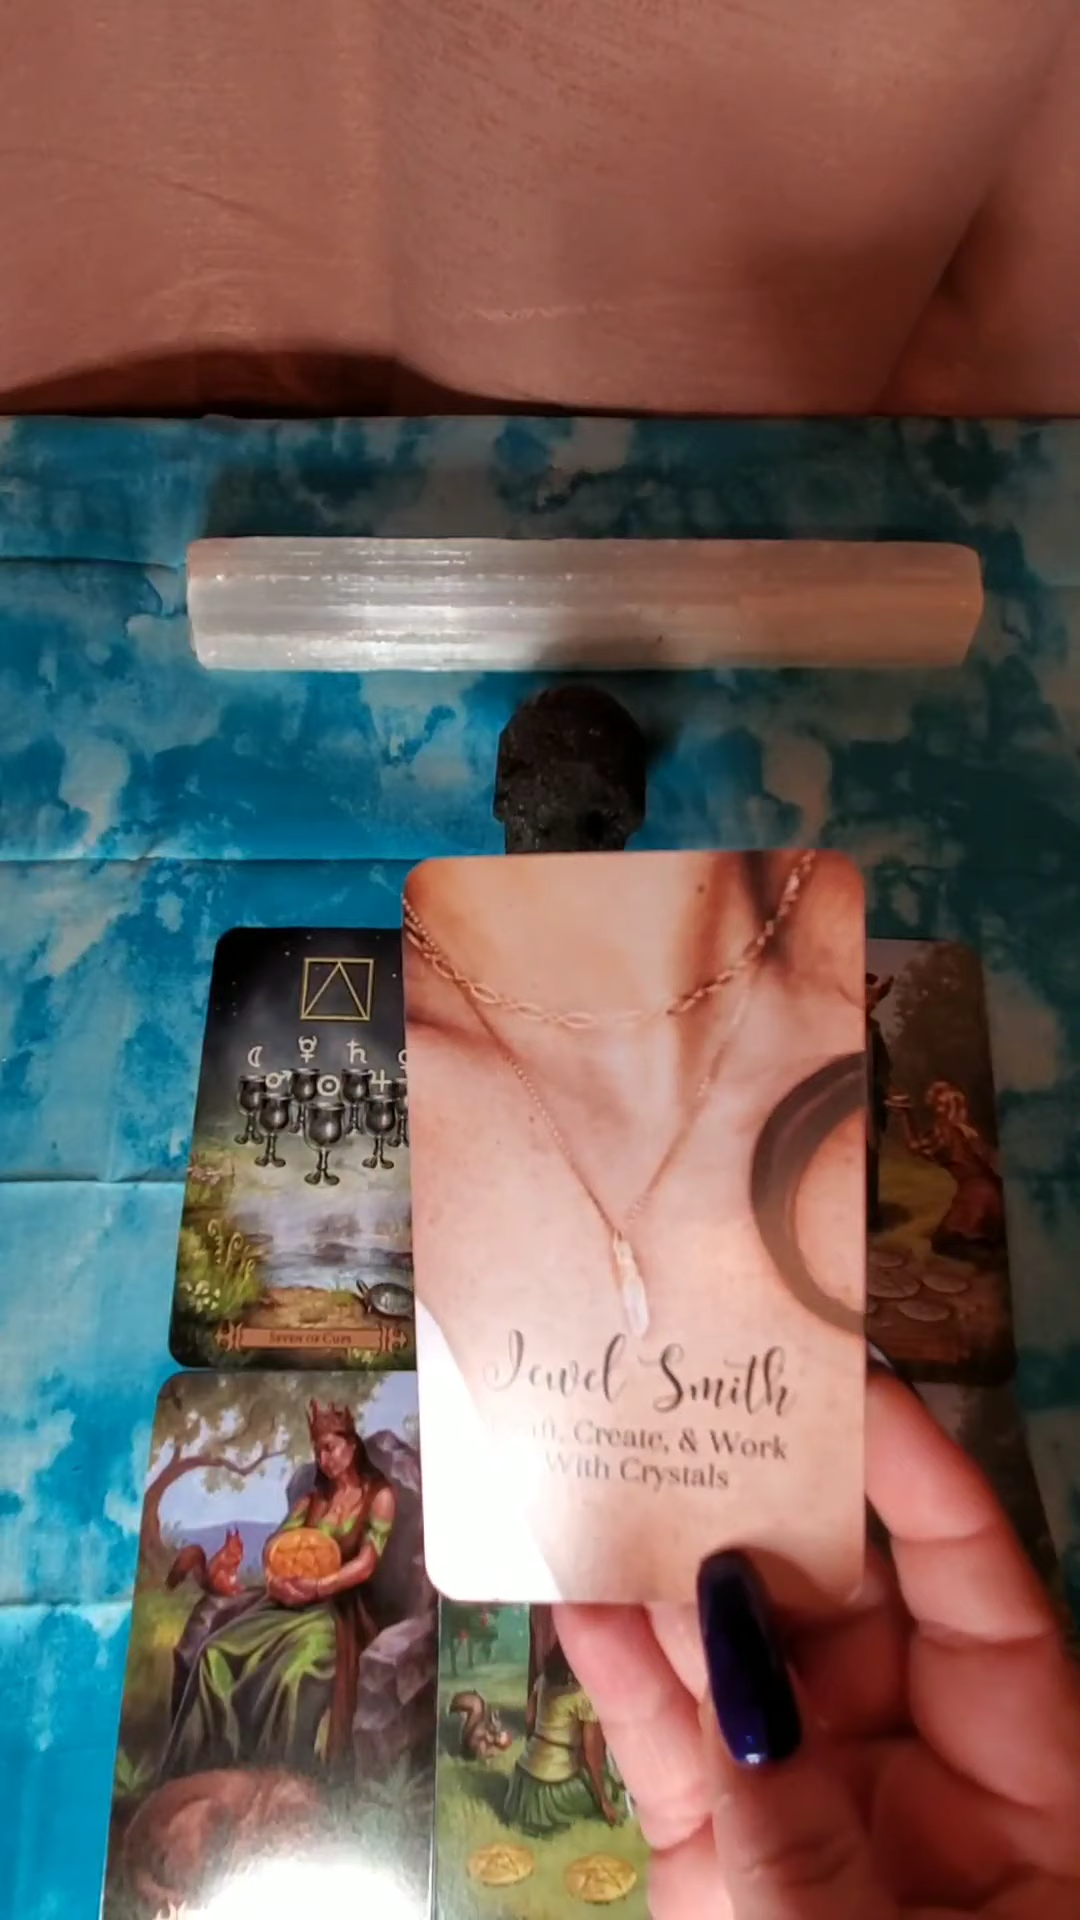 SEVEN OF CUPS
Jewel Smith
Create, & Work
With Crystals